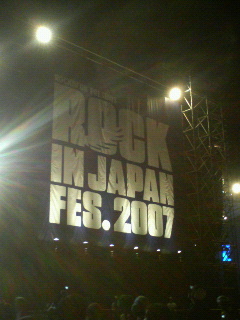 ROCK
IN JAPAN
FES. 2007